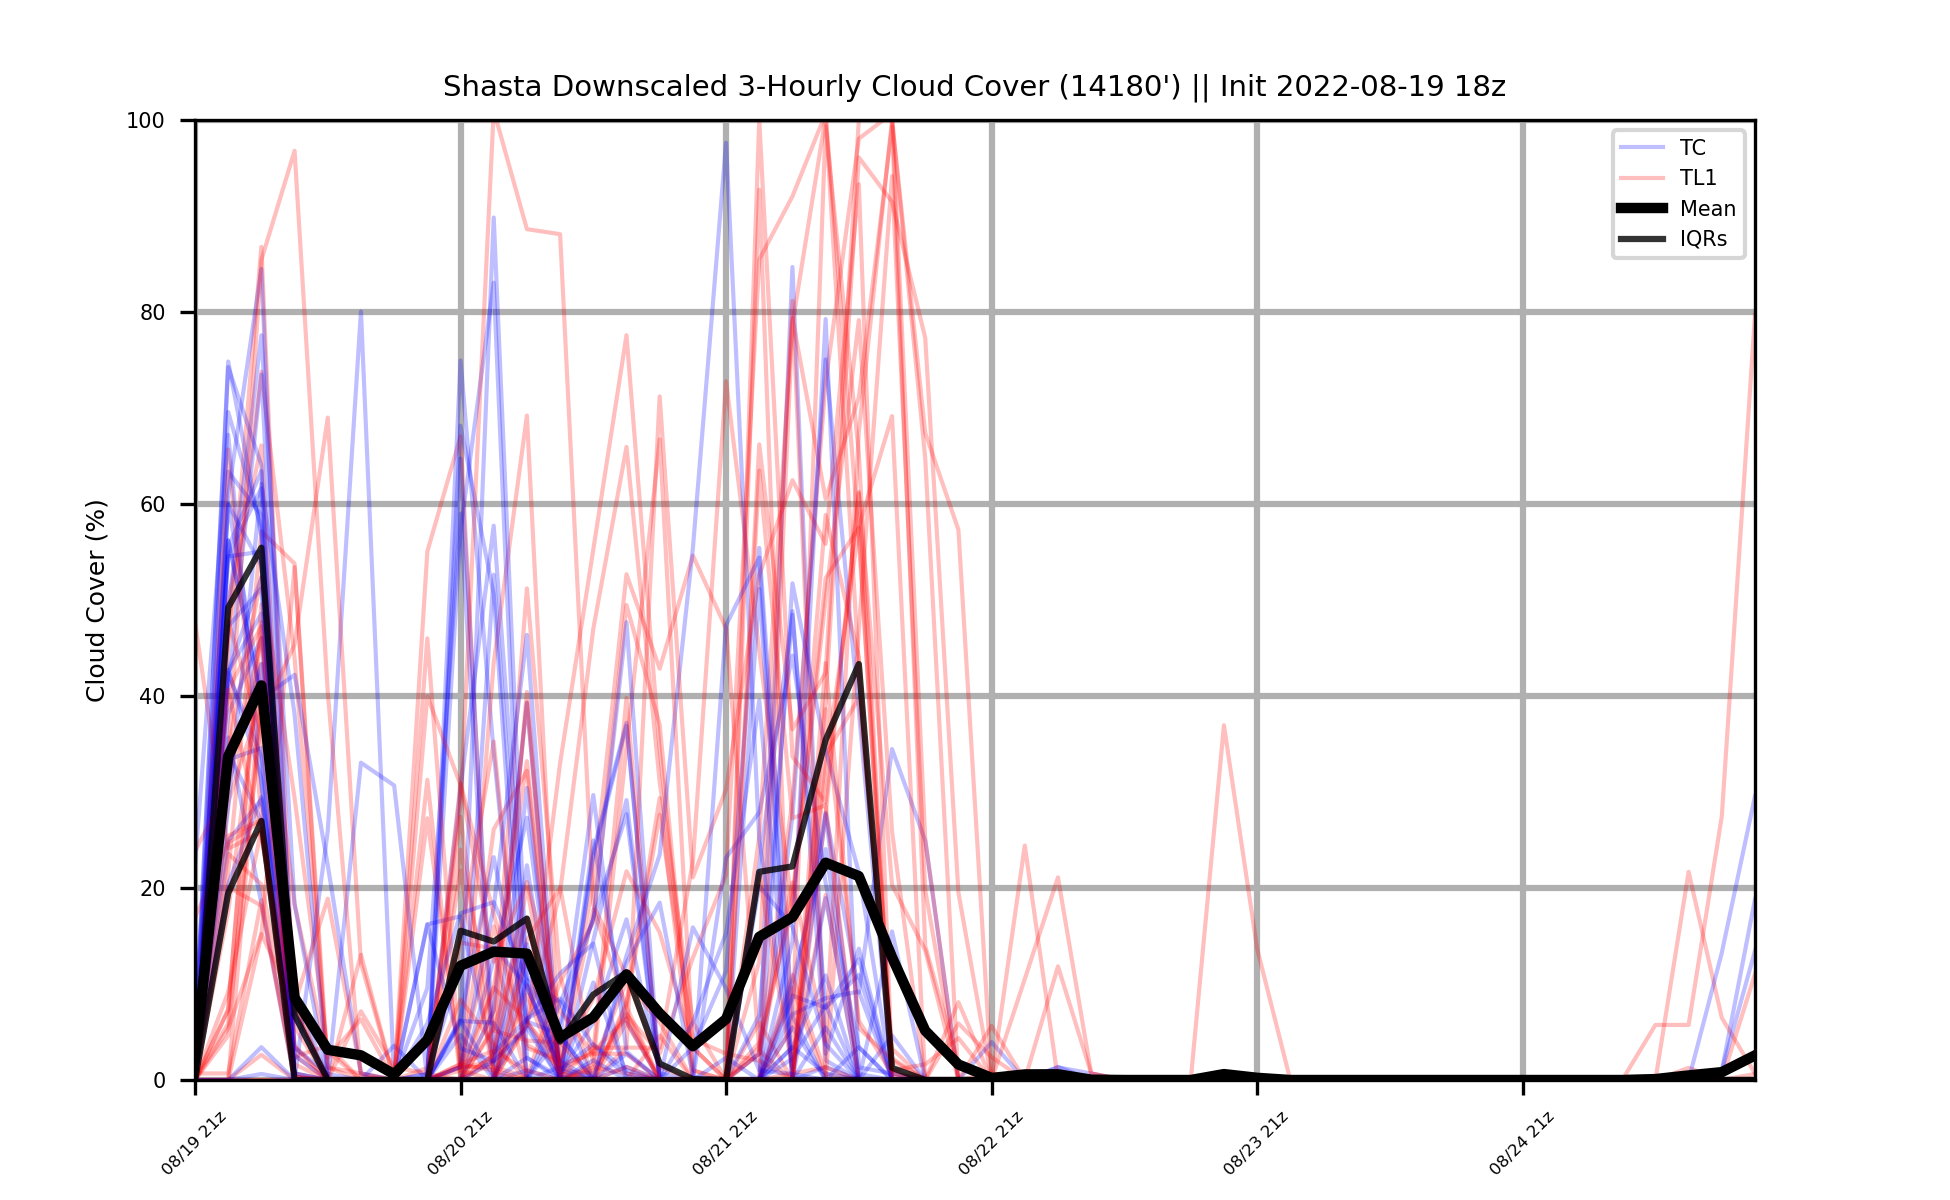 Shasta Downscaled 3-Hourly Cloud Cover (14180') || Init 2022-08-19 18z
100
80
60
40
20
0
Cloud Cover (%)
TC
TL1
Mean
IQRs
08/19 21z
08/20 21z
08/21 21z
08/22 21z
08/23 21z
08/24 21z